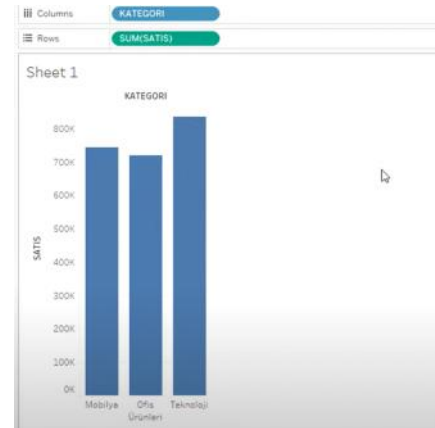 Columns KATEGORI
Rows SUM(SATIS)
Sheet 1
KATEGORI
800K
700K
600K
500K
400K
300K
200K
100K
0K
SATIS
Mobilya Ofis Ürünleri Teknoloji